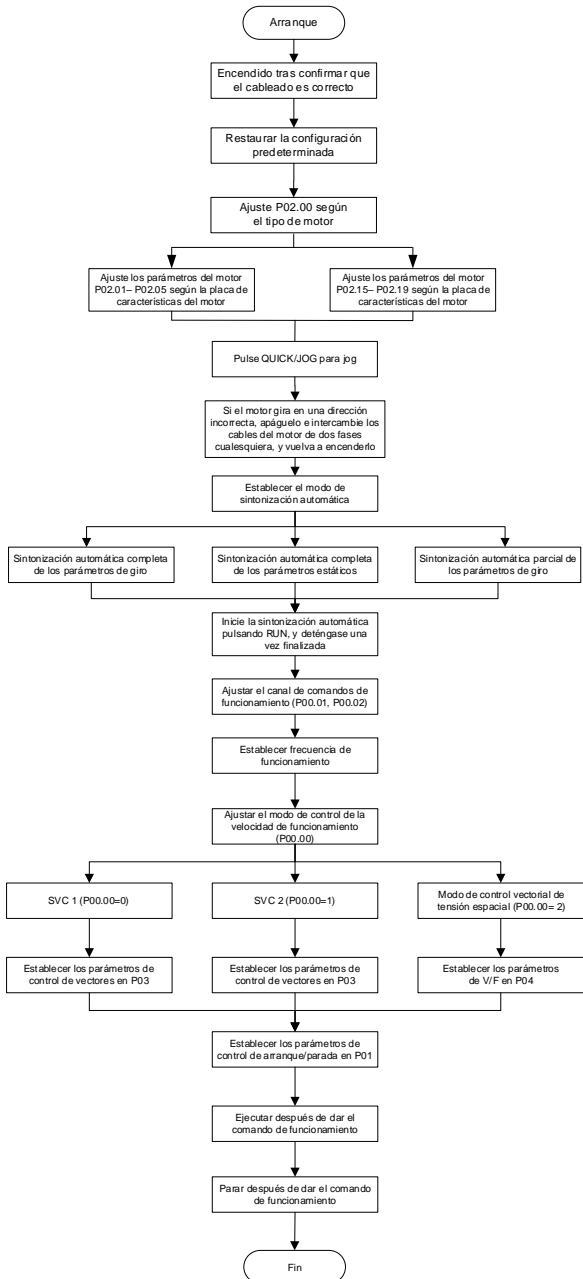 Arranque
Encendido tras confirmar que
el cableado es correcto
Restaurar la configuración
predeterminada
Ajuste P02.00 según
el tipo de motor
Ajuste los parámetros del motor
P02.01– P02.05 según la placa de
características del motor
Ajuste los parámetros del motor
P02.15– P02.19 según la placa de
características del motor
Pulse QUICK/JOG para jog
Si el motor gira en una dirección
incorrecta, apáguelo e intercambie los
cables del motor de dos fases
cualesquiera, y vuelva a encenderlo
Establecer el modo de
sintonización automática
Sintonización automática completa
de los parámetros de giro
Sintonización automática completa
de los parámetros estáticos
Sintonización automática parcial de
los parámetros de giro
Inicie la sintonización automática
pulsando RUN, y deténgase una
vez finalizada
Ajustar el canal de comandos de
funcionamiento (P00.01, P00.02)
Establecer frecuencia de
funcionamiento
Ajustar el modo de control de la
velocidad de funcionamiento
(P00.00)
SVC 1 (P00.00=0)
SVC 2 (P00.00=1)
Modo de control vectorial de
tensión espacial (P00.00= 2)
Establecer los parámetros de
control de vectores en P03
Establecer los parámetros de
control de vectores en P03
Establecer los parámetros
de V/F en P04
Establecer los parámetros de
control de arranque/parada en P01
Ejecutar después de dar el
comando de funcionamiento
Parar después de dar el comando
de funcionamiento
Fin